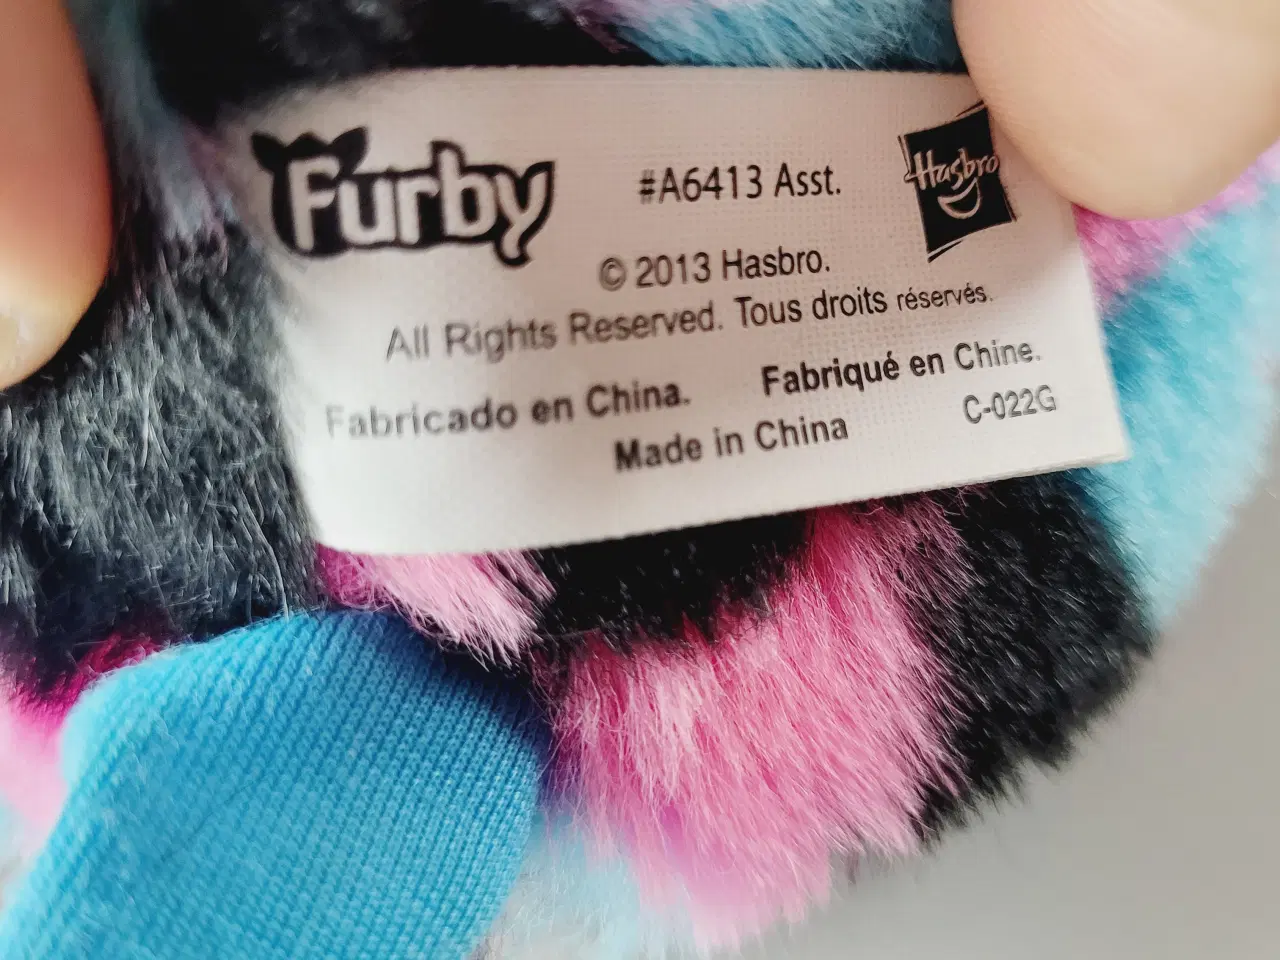 Furby #A6413 Asst. Hasbro
© 2013 Hasbro.
All Rights Reserved. Tous droits réservés.
Fabricado en China. Fabriqué en Chine.
Made in China C-022G